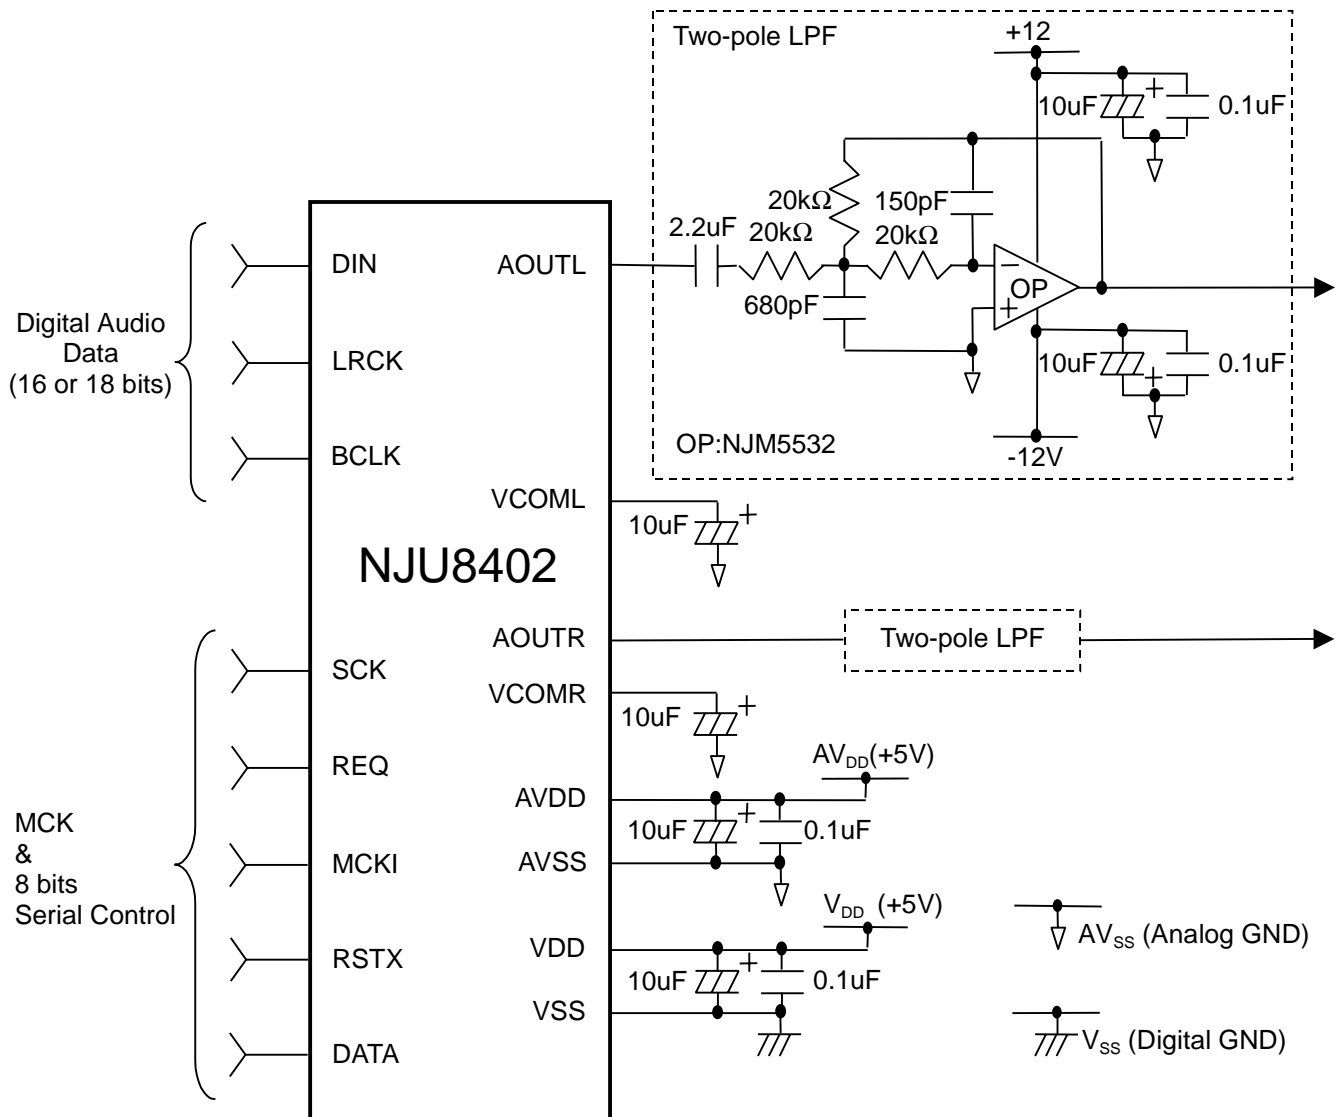 Two-pole LPF
+12
10uF
+
0.1uF
20kΩ
150pF
2.2uF
20kΩ
20kΩ
DIN
AOUTL
−
OP
+
680pF
Digital Audio
Data
(16 or 18 bits)
LRCK
10uF
+
0.1uF
BCLK
OP:NJM5532
-12V
VCOML
10uF
+
NJU8402
AOUTR
Two-pole LPF
SCK
VCOMR
10uF
+
REQ
AVDD
AVDD(+5V)
10uF
+
0.1uF
MCK
&
8 bits
Serial Control
MCKI
AVSS
VDD (+5V)
AVSS (Analog GND)
RSTX
VDD
10uF
+
0.1uF
VSS
VSS (Digital GND)
DATA